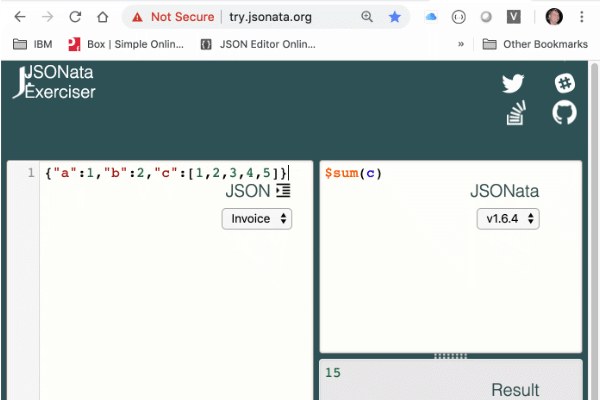 Not Secure | try.jsonata.org
IBM Box | Simple Onlin... JSON Editor Onlin... » Other Bookmarks
JSONata
Exerciser
1 {"a":1,"b":2,"c":[1,2,3,4,5]}
JSON
Invoice
$sum(c)
JSONata
v1.6.4
15
Result